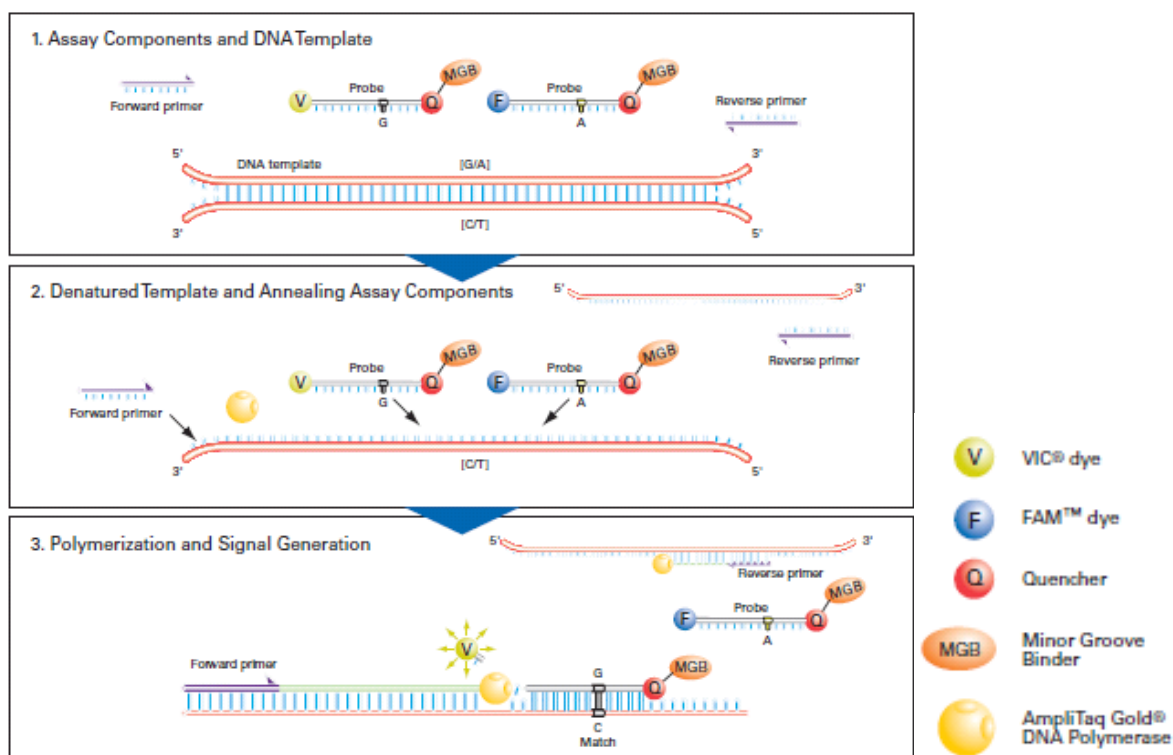 1. Assay Components and DNA Template
MGB
MGB
Probe
Probe
V
Q
F
Q
Forward primer
G
A
Reverse primer
5'
DNA template
[G/A]
3'
3'
[C/T]
5'
2. Denatured Template and Annealing Assay Components
5'
3'
MGB
MGB
Reverse primer
Probe
Probe
V
Q
F
Q
G
A
Forward primer
3'
[C/T]
5'
3. Polymerization and Signal Generation
5'
3'
Reverse primer
MGB
Probe
F
Q
A
V
Forward primer
G
MGB
Q
C
Match
V VIC® dye
F FAM™ dye
Q Quencher
MGB Minor Groove
Binder
AmpliTaq Gold®
DNA Polymerase